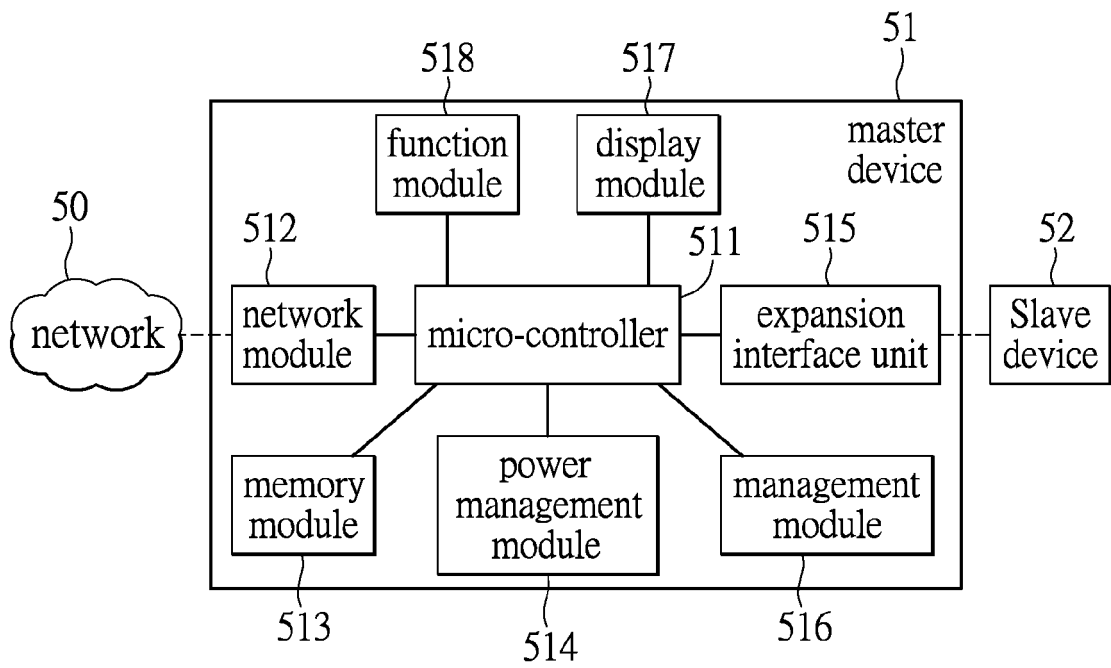 51
518
517
function
module
display
module
master
device
50
512
511
515
52
network
network
module
micro-controller
expansion
interface unit
Slave
device
memory
module
power
management
module
management
module
513
514
516